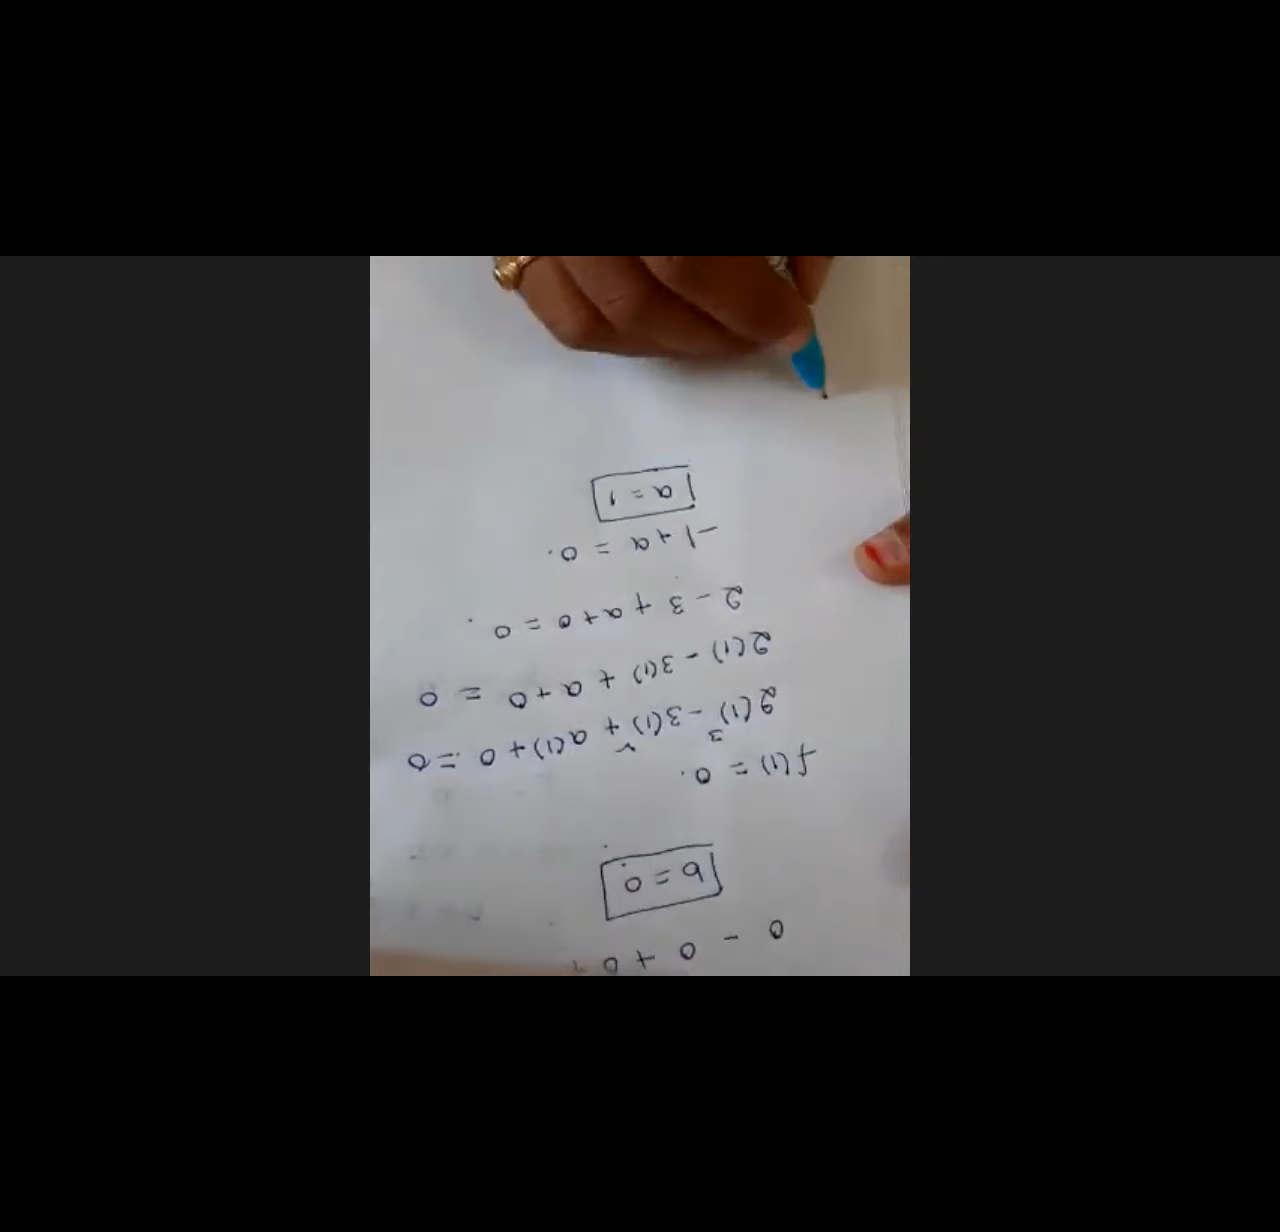 0 - 0 + 0
b = 0
f(1) = 0.
2(1)³ - 3(1)² + a(1) + 0 = 0
2(1) - 3(1) + a + 0 = 0
2 - 3 + a + 0 = 0.
-1 + a = 0.
a = 1